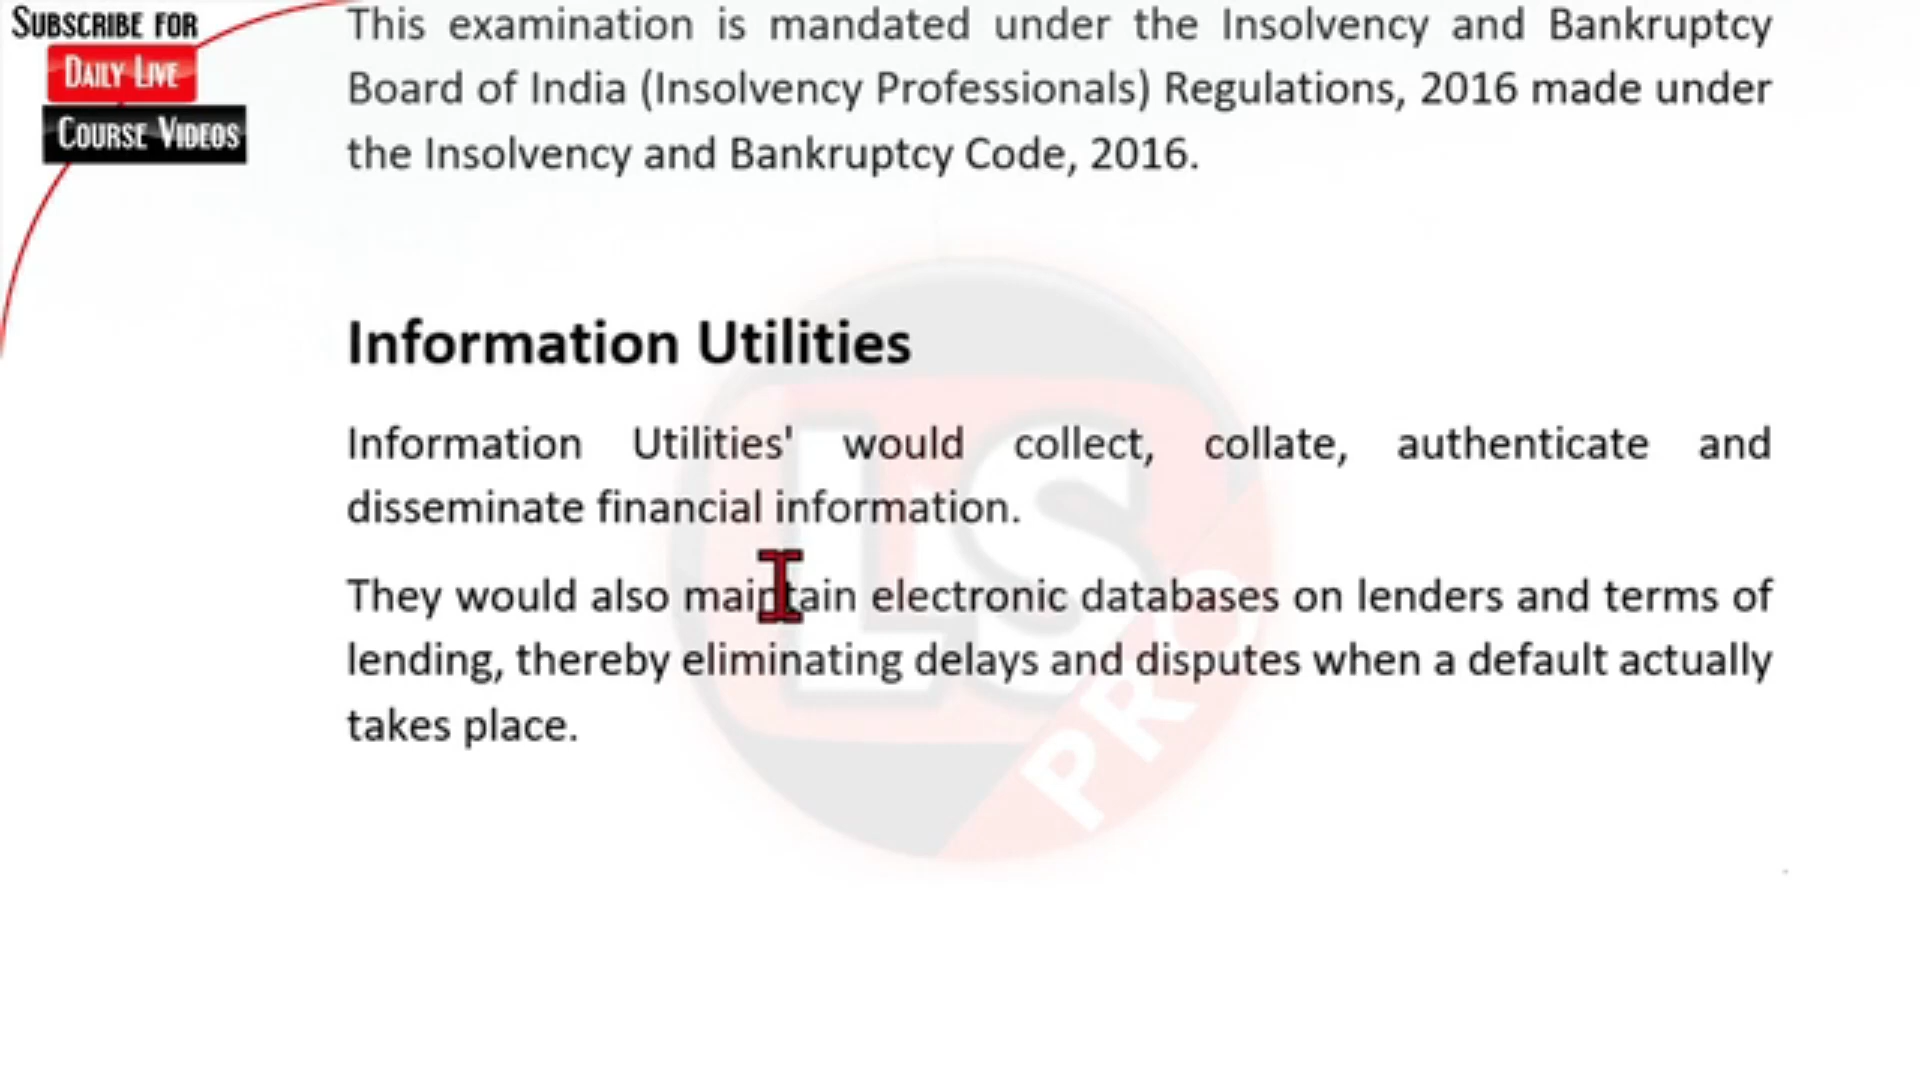 SUBSCRIBE FOR
DAILY LIVE
COURSE VIDEOS
This examination is mandated under the Insolvency and Bankruptcy
Board of India (Insolvency Professionals) Regulations, 2016 made under
the Insolvency and Bankruptcy Code, 2016.
Information Utilities
Information Utilities' would collect, collate, authenticate and
disseminate financial information.
They would also maintain electronic databases on lenders and terms of
lending, thereby eliminating delays and disputes when a default actually
takes place.
LS
PRO